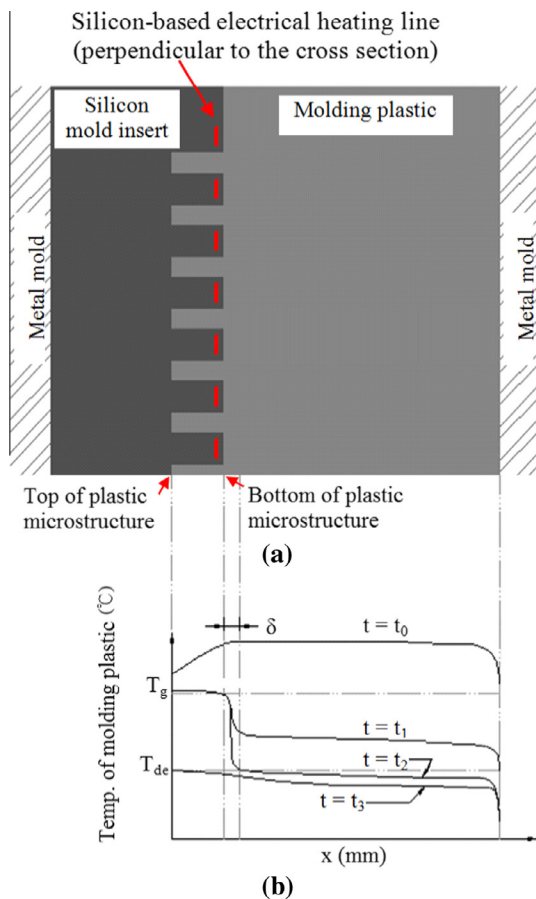 Silicon-based electrical heating line
(perpendicular to the cross section)
Silicon
mold insert
Molding plastic
Metal mold
Metal mold
Top of plastic
microstructure
Bottom of plastic
microstructure
(a)
Temp. of molding plastic (℃)
δ
t = t0
Tg
t = t1
Tde
t = t2
t = t3
x (mm)
(b)